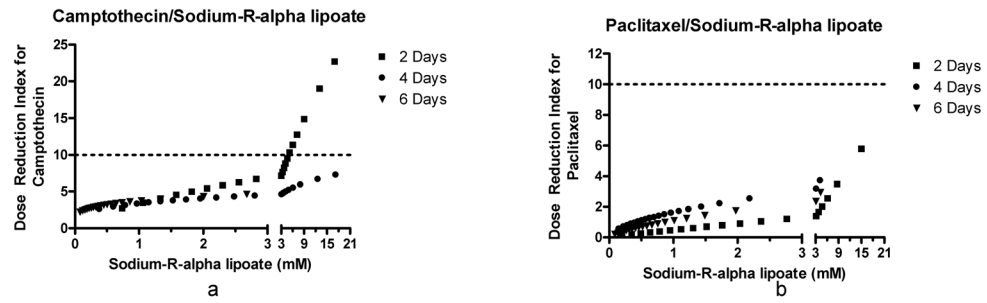 Camptothecin/Sodium-R-alpha lipoate
Dose Reduction Index for
Camptothecin
25
20
15
10
5
0
0
1
2
3
3
9
15
21
Sodium-R-alpha lipoate (mM)
2 Days
4 Days
6 Days
a
Paclitaxel/Sodium-R-alpha lipoate
Dose Reduction Index for
Paclitaxel
12
10
8
6
4
2
0
0
1
2
3
3
9
15
21
Sodium-R-alpha lipoate (mM)
2 Days
4 Days
6 Days
b